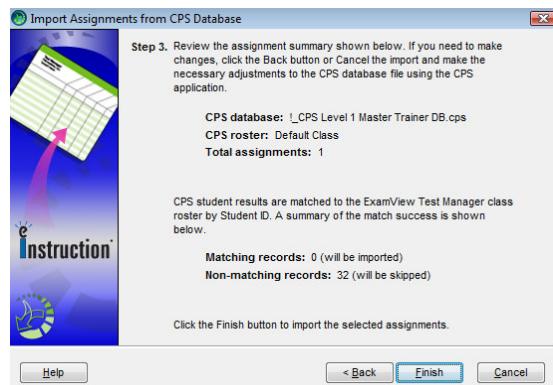 Import Assignments from CPS Database
Step 3. Review the assignment summary shown below. If you need to make
changes, click the Back button or Cancel the import and make the
necessary adjustments to the CPS database file using the CPS
application.
CPS database: !_CPS Level 1 Master Trainer DB.cps
CPS roster: Default Class
Total assignments: 1
CPS student results are matched to the ExamView Test Manager class
roster by Student ID. A summary of the match success is shown
below.
Matching records: 0 (will be imported)
Non-matching records: 32 (will be skipped)
Click the Finish button to import the selected assignments.
einstruction
Help
< Back
Finish
Cancel